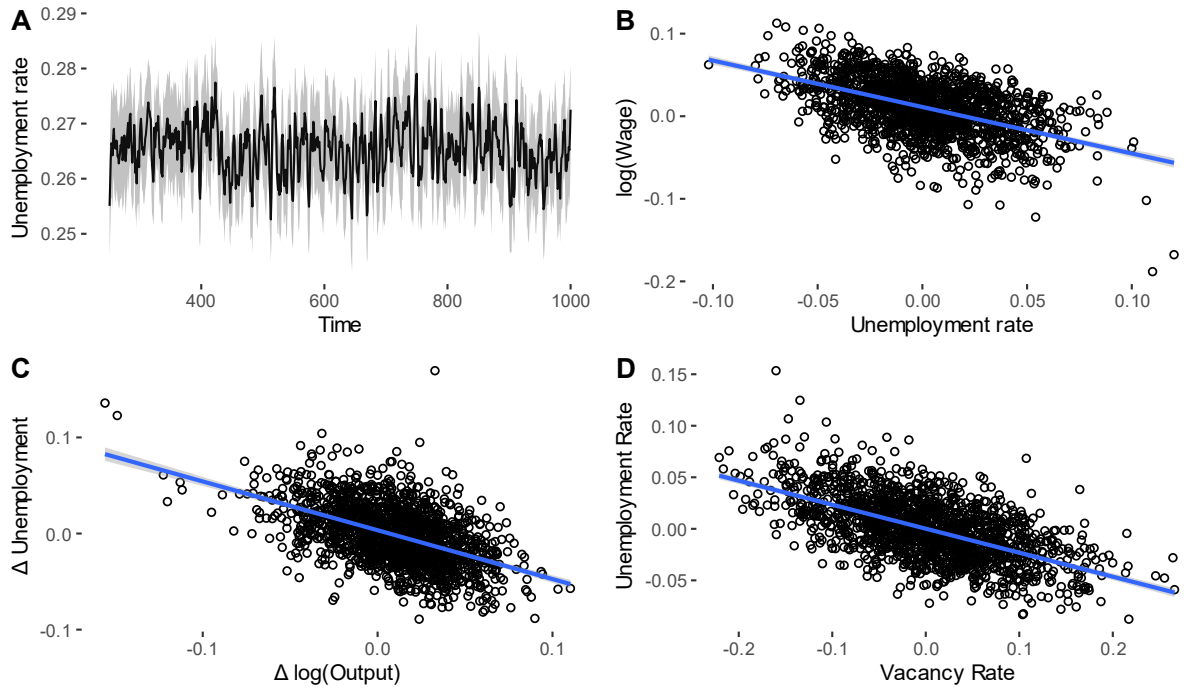 A
Unemployment rate
0.29
0.28
0.27
0.26
0.25
400
600
800
1000
Time
B
log(Wage)
0.1
0.0
-0.1
-0.2
-0.10
-0.05
0.00
0.05
0.10
Unemployment rate
C
Δ Unemployment
0.1
0.0
-0.1
-0.1
0.0
0.1
Δ log(Output)
D
Unemployment Rate
0.15
0.10
0.05
0.00
-0.05
-0.2
-0.1
0.0
0.1
0.2
Vacancy Rate